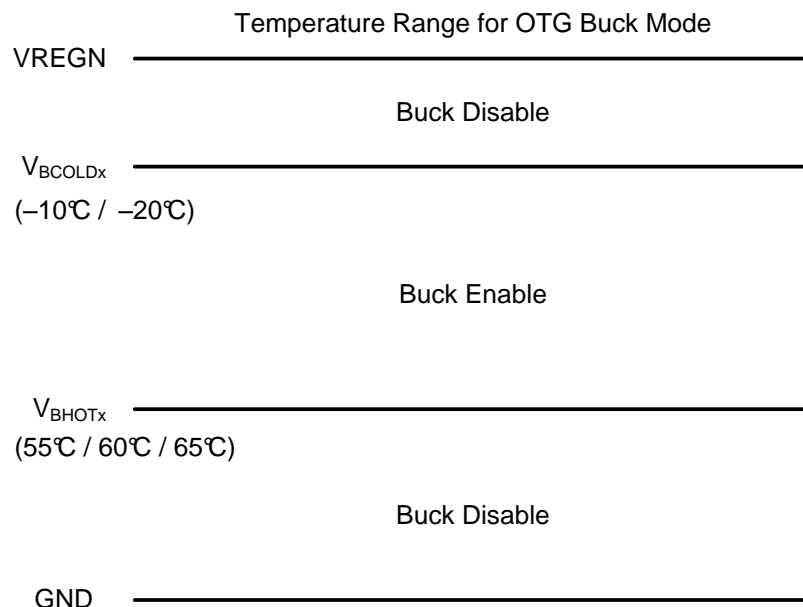 Temperature Range for OTG Buck Mode
VREGN
Buck Disable
VBCOLDx
(–10℃ / –20℃)
Buck Enable
VBHOTx
(55℃ / 60℃ / 65℃)
Buck Disable
GND